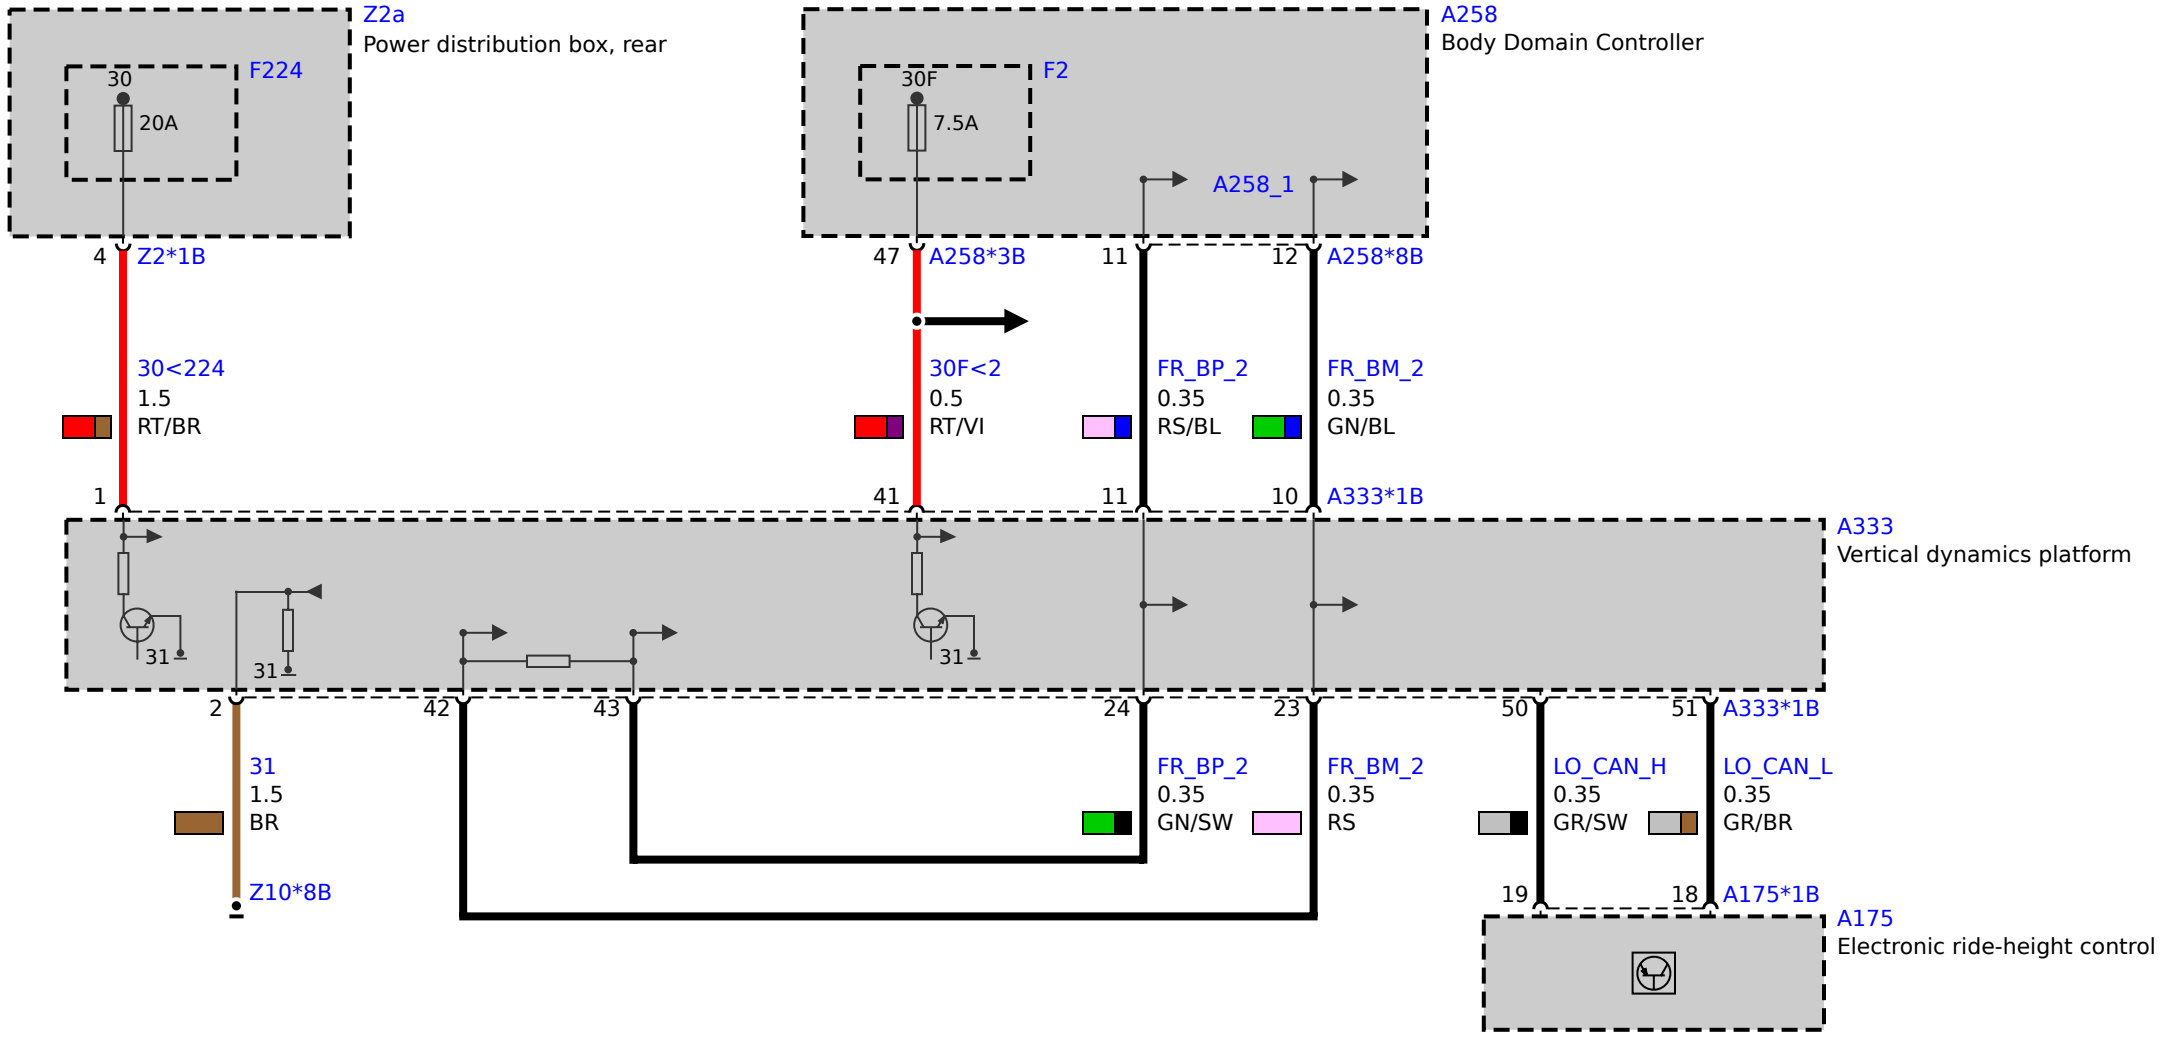 Z2a
Power distribution box, rear
A258
Body Domain Controller
30
F224
20A
30F
F2
7.5A
A258_1
4
Z2*1B
47
A258*3B
11
12
A258*8B
30<224
1.5
RT/BR
30F<2
0.5
RT/VI
FR_BP_2
0.35
RS/BL
FR_BM_2
0.35
GN/BL
1
41
11
10
A333*1B
A333
Vertical dynamics platform
31
31
31
2
42
43
24
23
50
51
A333*1B
31
1.5
BR
FR_BP_2
0.35
GN/SW
FR_BM_2
0.35
RS
LO_CAN_H
0.35
GR/SW
LO_CAN_L
0.35
GR/BR
Z10*8B
19
18
A175*1B
A175
Electronic ride-height control